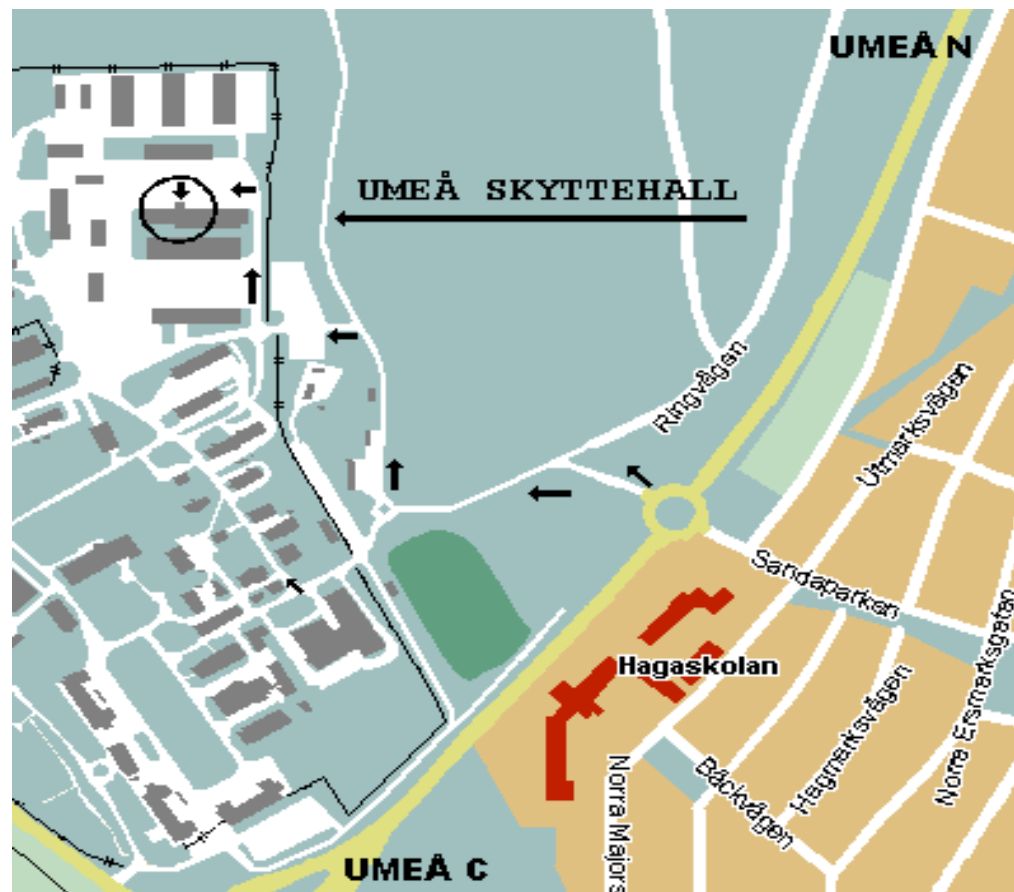 UMEÅ N
UMEÅ SKYTTEHALL
Ringvägen
Utmarksvägen
Sandaparken
Hagaskolan
Norra Ersmarksgatan
Hagmarksvägen
Bäckvägen
Norra Majors
UMEÅ C